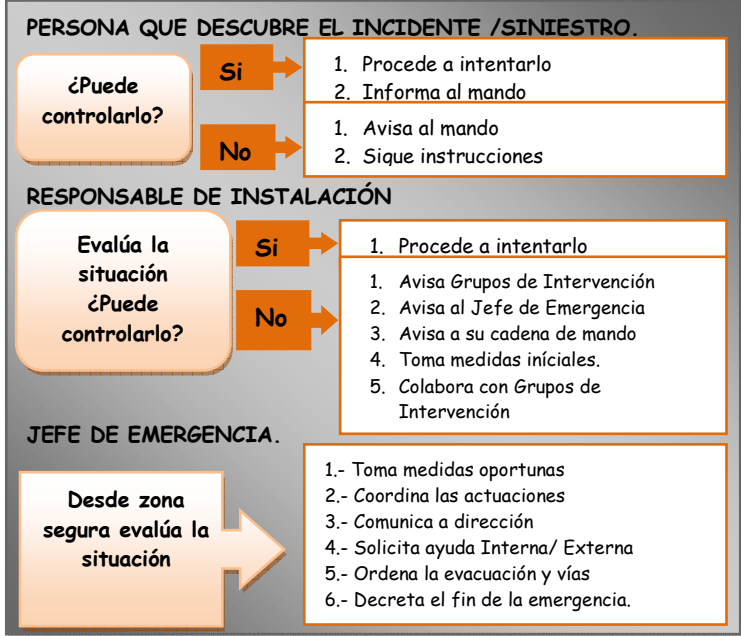 PERSONA QUE DESCUBRE EL INCIDENTE /SINIESTRO.
¿Puede
controlarlo?
Si
1. Procede a intentarlo
2. Informa al mando
No
1. Avisa al mando
2. Sigue instrucciones
RESPONSABLE DE INSTALACIÓN
Evalúa la
situación
¿Puede
controlarlo?
Si
1. Procede a intentarlo
No
1. Avisa Grupos de Intervención
2. Avisa al Jefe de Emergencia
3. Avisa a su cadena de mando
4. Toma medidas iníciales.
5. Colabora con Grupos de
Intervención
JEFE DE EMERGENCIA.
Desde zona
segura evalúa la
situación
1.- Toma medidas oportunas
2.- Coordina las actuaciones
3.- Comunica a dirección
4.- Solicita ayuda Interna/ Externa
5.- Ordena la evacuación y vías
6.- Decreta el fin de la emergencia.